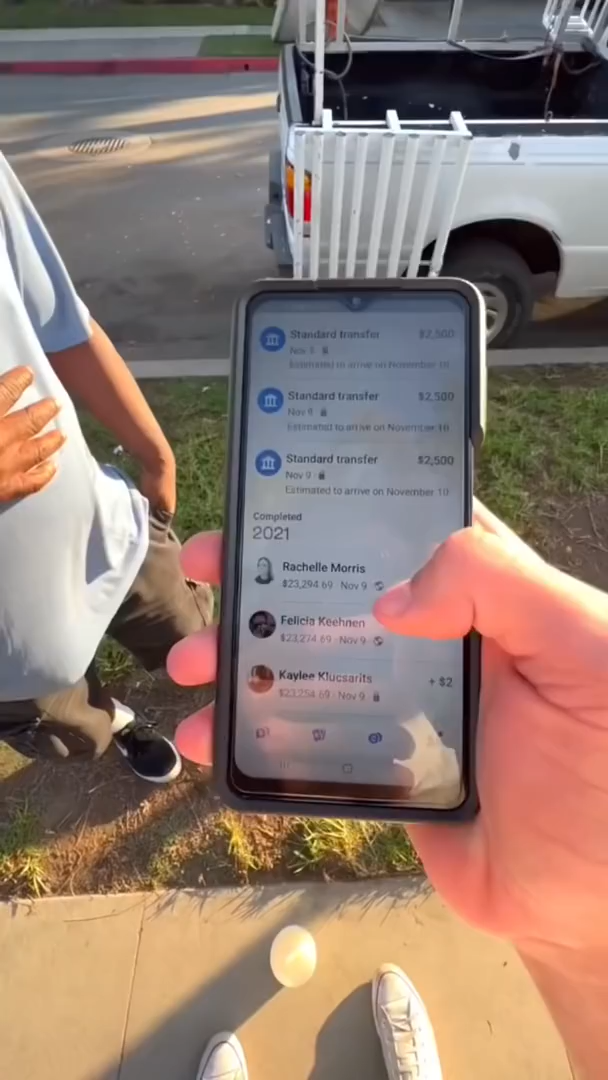 Standard transfer $2,500
Nov 9
Estimated to arrive on November 10
Standard transfer $2,500
Nov 9
Estimated to arrive on November 10
Standard transfer $2,500
Nov 9
Estimated to arrive on November 10
Completed
2021
Rachelle Morris
$23,294.69 · Nov 9
Felicia Keehnen
$23,274.69 · Nov 9
Kaylee Klucsarits + $2
$23,254.69 · Nov 9